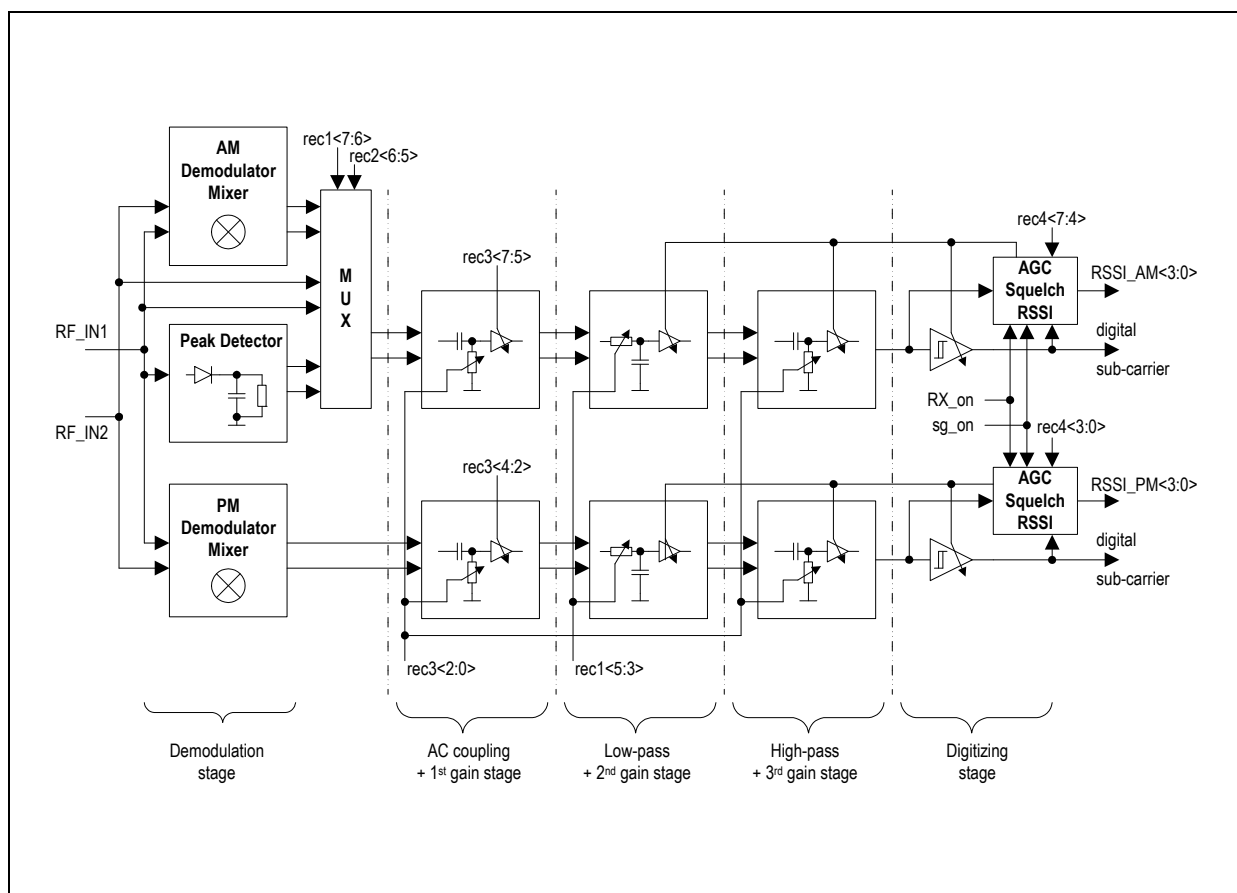 AM
Demodulator
Mixer
rec1<7:6>
rec2<6:5>
M
U
X
RF_IN1
Peak Detector
RF_IN2
PM
Demodulator
Mixer
rec3<7:5>
rec3<4:2>
rec3<2:0>
rec1<5:3>
rec4<7:4>
AGC
Squelch
RSSI
RSSI_AM<3:0>
digital
sub-carrier
RX_on
sg_on
rec4<3:0>
AGC
Squelch
RSSI
RSSI_PM<3:0>
digital
sub-carrier
Demodulation
stage
AC coupling
+ 1st gain stage
Low-pass
+ 2nd gain stage
High-pass
+ 3rd gain stage
Digitizing
stage